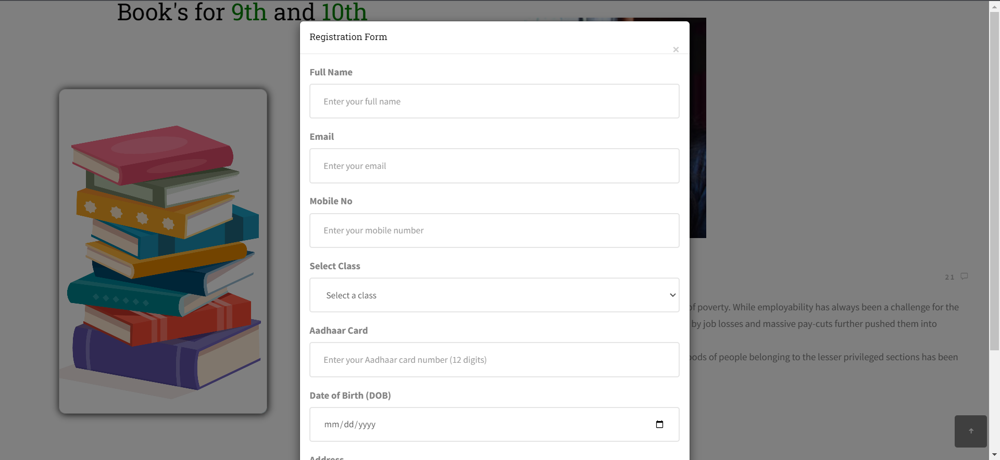 Book's for 9th and 10th
Registration Form
×
Full Name
Enter your full name
Email
Enter your email
Mobile No
Enter your mobile number
Select Class
Select a class
Aadhaar Card
Enter your Aadhaar card number (12 digits)
Date of Birth (DOB)
mm/dd/yyyy
Address
21
of poverty. While employability has always been a challenge for the
by job losses and massive pay-cuts further pushed them into
of people belonging to the lesser privileged sections has been